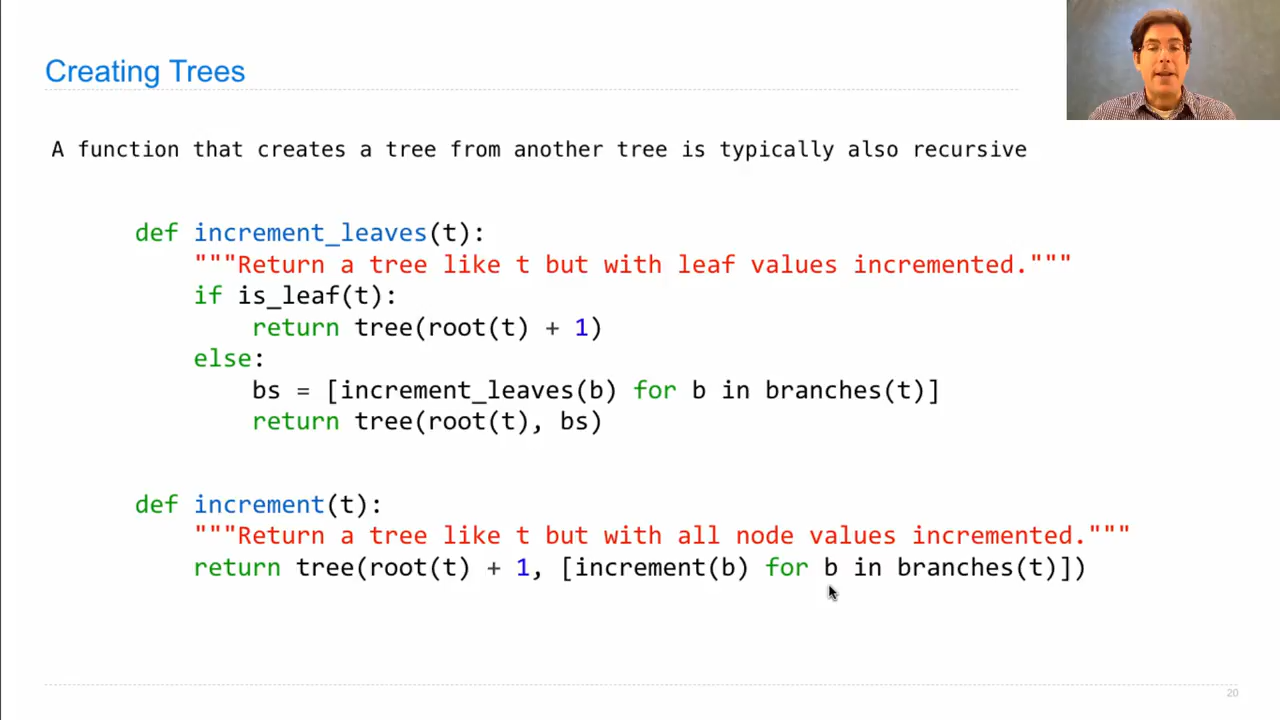 Creating Trees
A function that creates a tree from another tree is typically also recursive
def increment_leaves(t):
"""Return a tree like t but with leaf values incremented."""
if is_leaf(t):
return tree(root(t) + 1)
else:
bs = [increment_leaves(b) for b in branches(t)]
return tree(root(t), bs)
def increment(t):
"""Return a tree like t but with all node values incremented."""
return tree(root(t) + 1, [increment(b) for b in branches(t)])
20